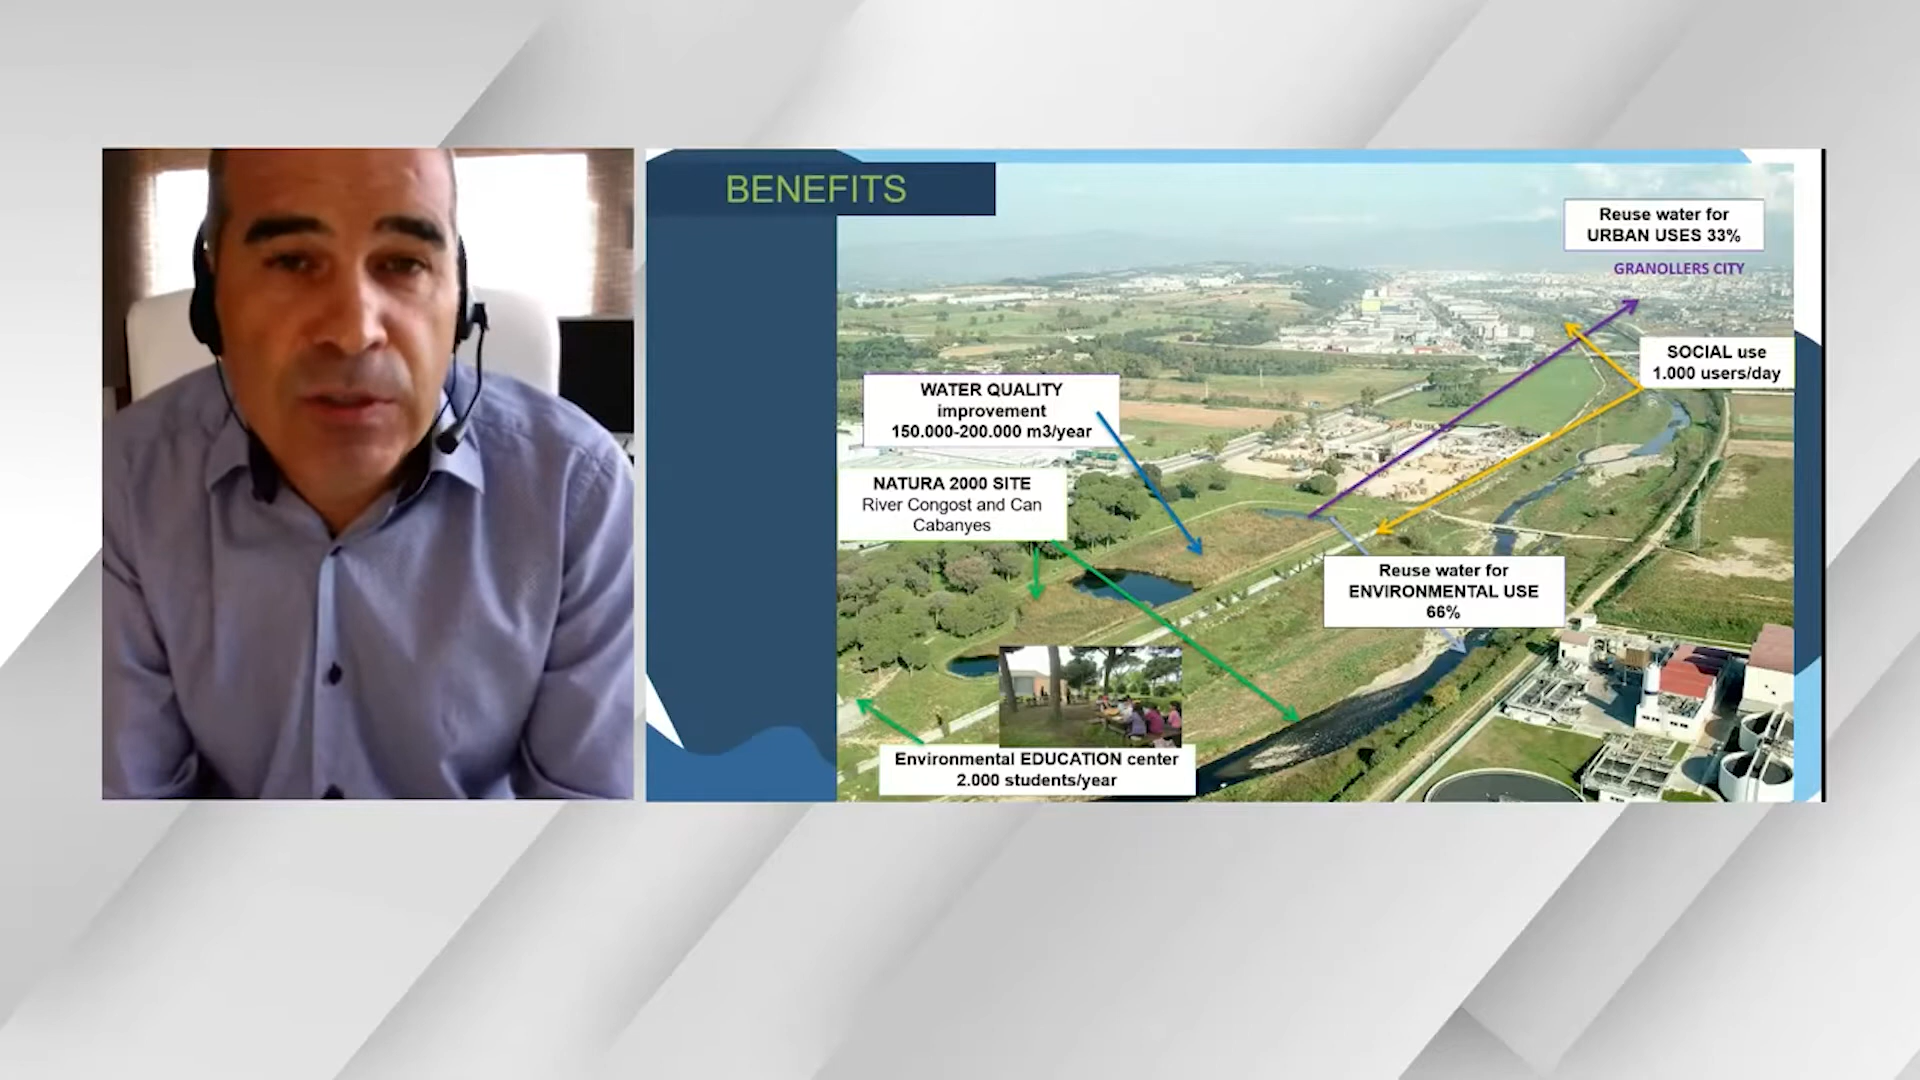 BENEFITS
Reuse water for
URBAN USES 33%
GRANOLLERS CITY
SOCIAL use
1.000 users/day
WATER QUALITY
improvement
150.000-200.000 m3/year
NATURA 2000 SITE
River Congost and Can
Cabanyes
Reuse water for
ENVIRONMENTAL USE
66%
Environmental EDUCATION center
2.000 students/year